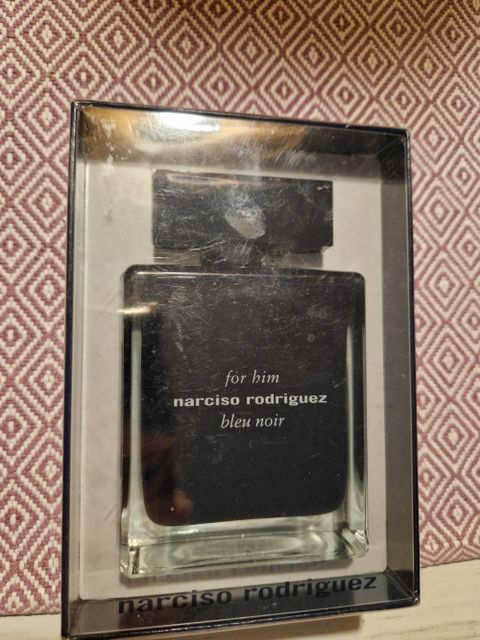 for him
narciso rodriguez
bleu noir
narciso rodriguez